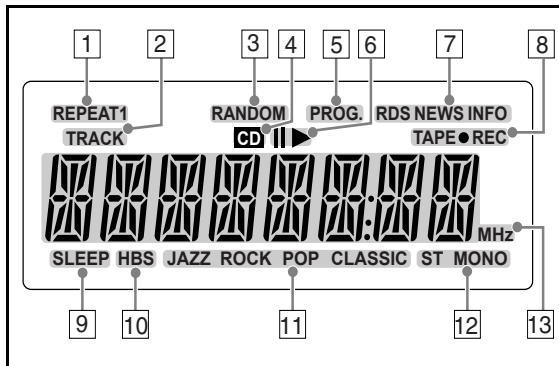 1 2 3 4 5 6 7 8
REPEAT1 RANDOM PROG. RDS NEWS INFO
TRACK CD TAPE ● REC
MHz
SLEEP HBS JAZZ ROCK POP CLASSIC ST MONO
9 10 11 12 13